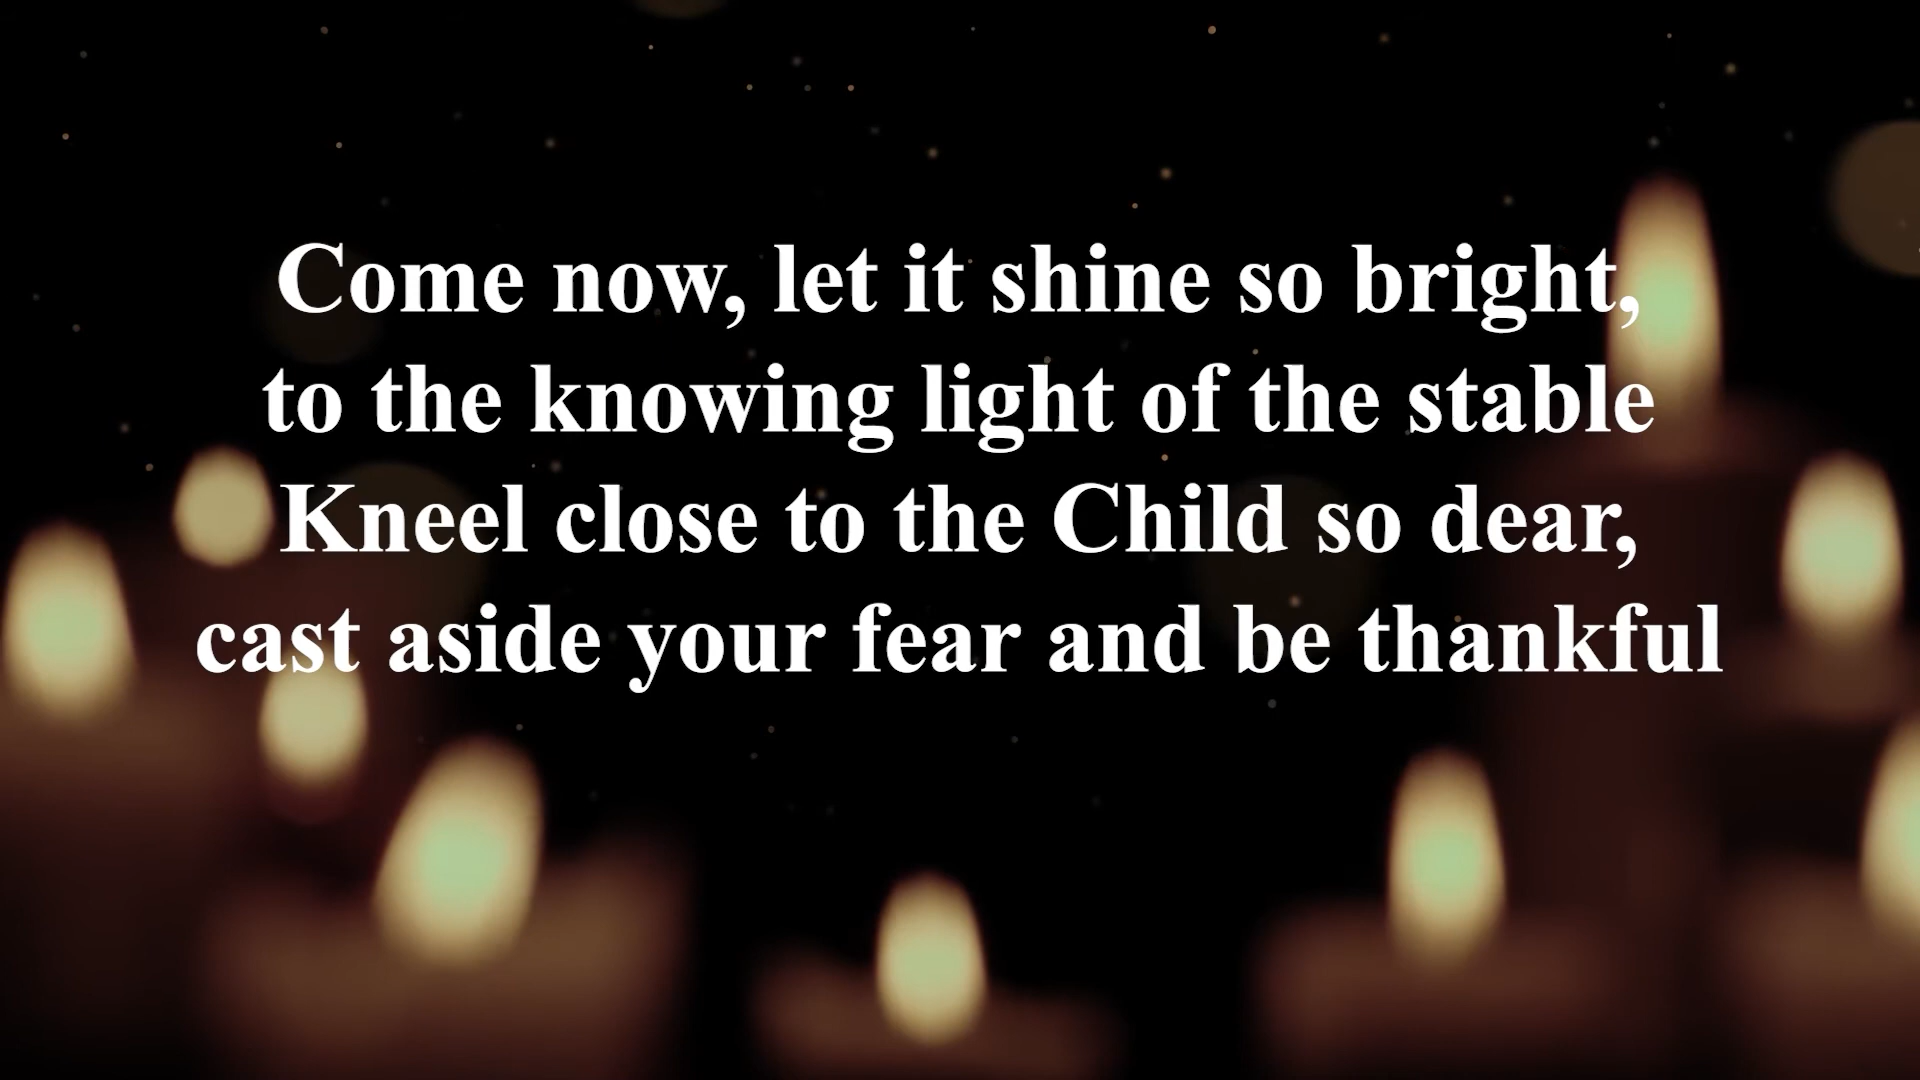 Come now, let it shine so bright,
to the knowing light of the stable
Kneel close to the Child so dear,
cast aside your fear and be thankful